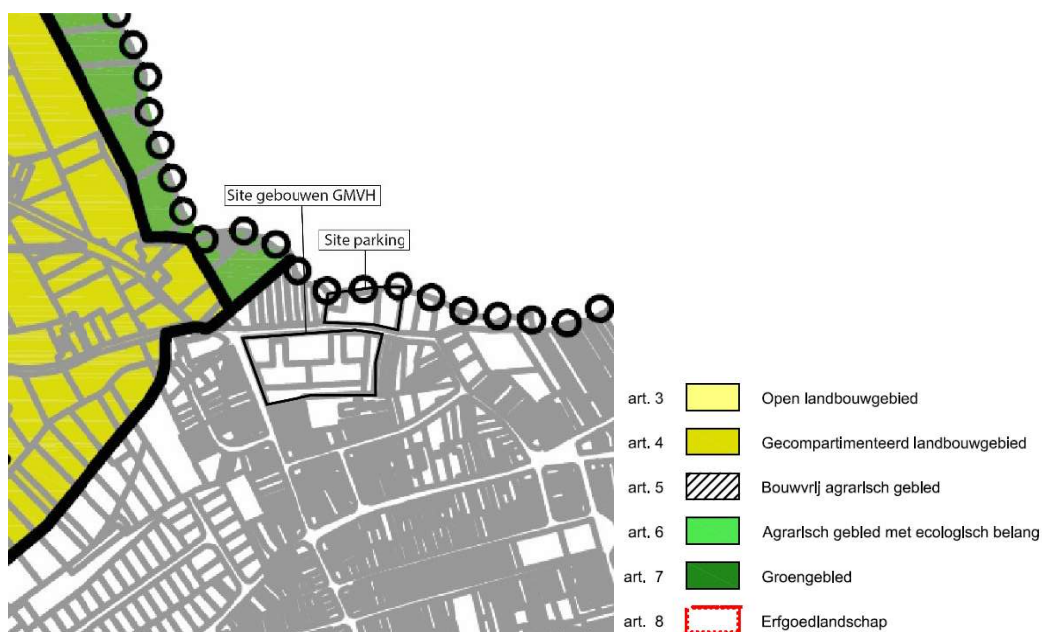 Site gebouwen GMVH
Site parking
art. 3 Open landbouwgebied
art. 4 Gecompartimenteerd landbouwgebied
art. 5 Bouwvrij agrarisch gebied
art. 6 Agrarisch gebied met ecologisch belang
art. 7 Groengebied
art. 8 Erfgoedlandschap